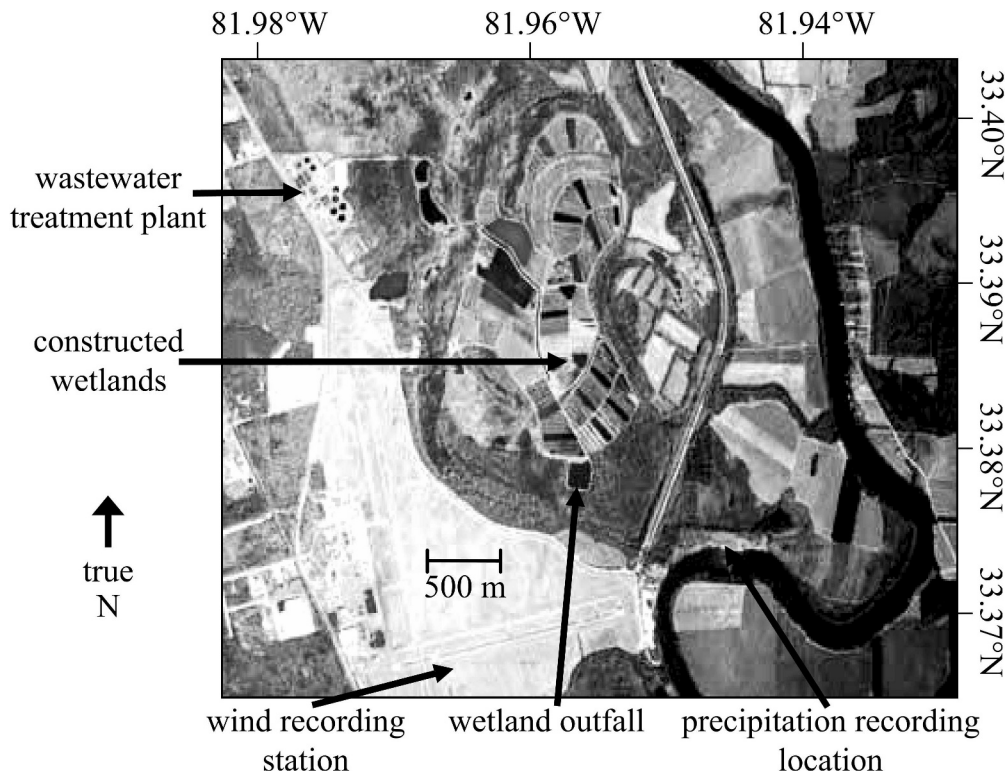 81.98°W 81.96°W 81.94°W
33.40°N
wastewater
treatment plant
33.39°N
constructed
wetlands
33.38°N
true
N
500 m
33.37°N
wind recording
station
wetland outfall
precipitation recording
location